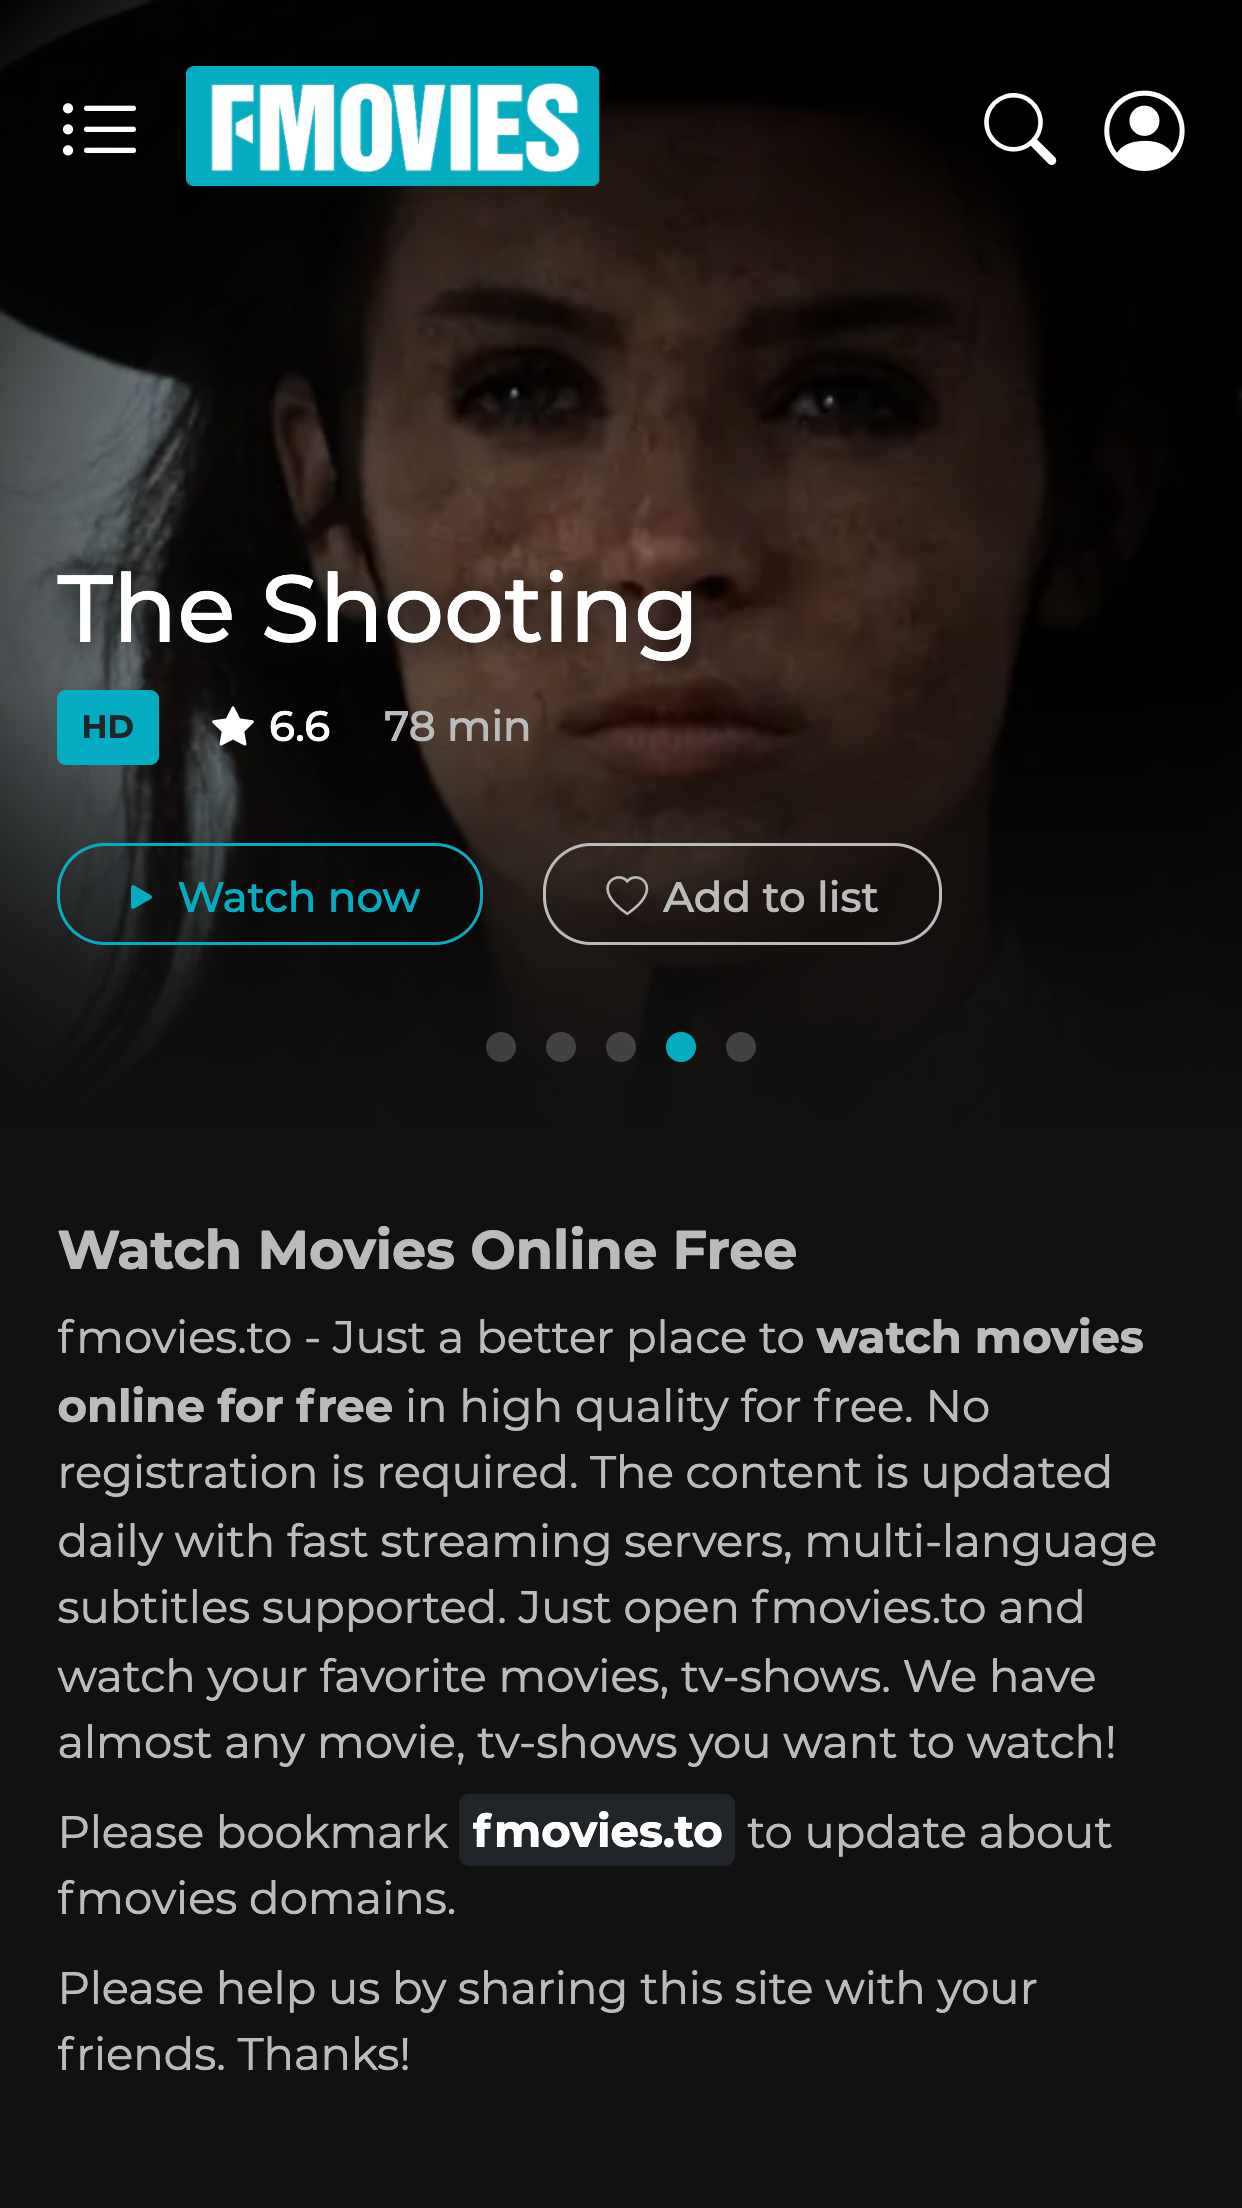 FMOVIES
The Shooting
HD 6.6 78 min
Watch now Add to list
Watch Movies Online Free
fmovies.to - Just a better place to watch movies
online for free in high quality for free. No
registration is required. The content is updated
daily with fast streaming servers, multi-language
subtitles supported. Just open fmovies.to and
watch your favorite movies, tv-shows. We have
almost any movie, tv-shows you want to watch!
Please bookmark fmovies.to to update about
fmovies domains.
Please help us by sharing this site with your
friends. Thanks!